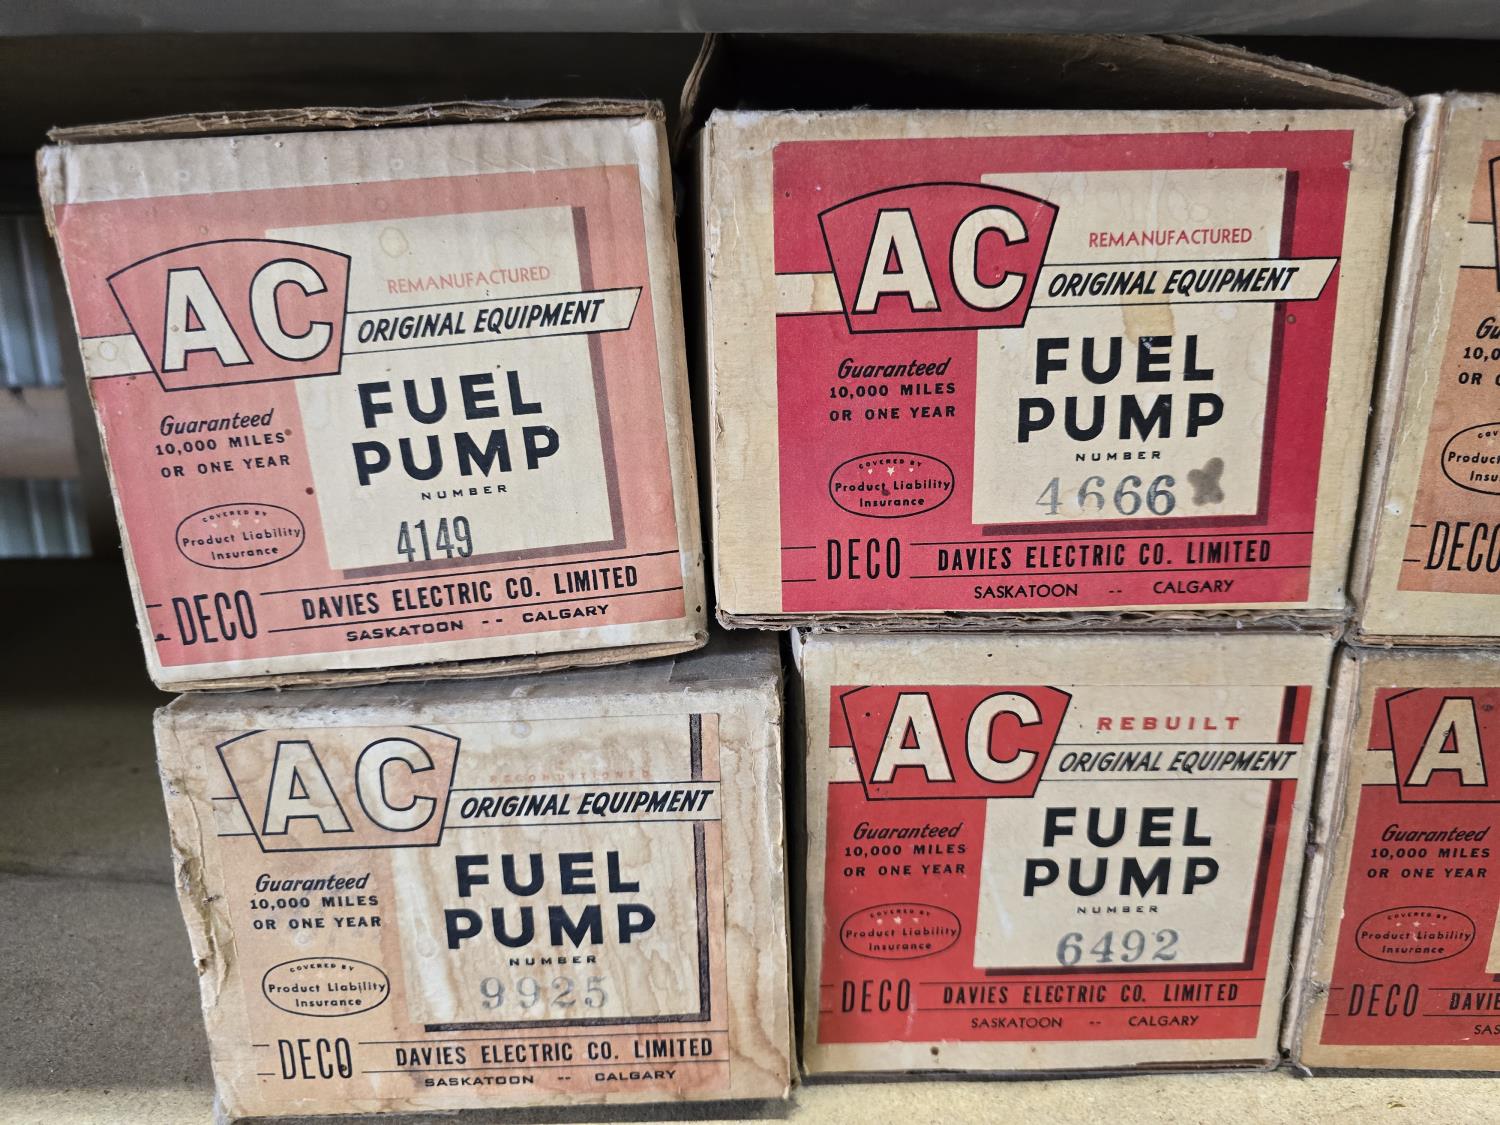 AC
REMANUFACTURED
ORIGINAL EQUIPMENT
Guaranteed
10,000 MILES
OR ONE YEAR
FUEL
PUMP
NUMBER
4149
COVERED BY
Product Liability
Insurance
DECO
DAVIES ELECTRIC CO. LIMITED
SASKATOON -- CALGARY
AC
REMANUFACTURED
ORIGINAL EQUIPMENT
Guaranteed
10,000 MILES
OR ONE YEAR
FUEL
PUMP
NUMBER
4666
COVERED BY
Product Liability
Insurance
DECO
DAVIES ELECTRIC CO. LIMITED
SASKATOON -- CALGARY
DECO
AC
RECONDITIONED
ORIGINAL EQUIPMENT
Guaranteed
10,000 MILES
OR ONE YEAR
FUEL
PUMP
NUMBER
9925
COVERED BY
Product Liability
Insurance
DECO
DAVIES ELECTRIC CO. LIMITED
SASKATOON -- CALGARY
AC
REBUILT
ORIGINAL EQUIPMENT
Guaranteed
10,000 MILES
OR ONE YEAR
FUEL
PUMP
NUMBER
6492
COVERED BY
Product Liability
Insurance
DECO
DAVIES ELECTRIC CO. LIMITED
SASKATOON -- CALGARY
A
Guaranteed
10,000 MILES
OR ONE YEAR
COVERED BY
Product Liability
Insurance
DECO